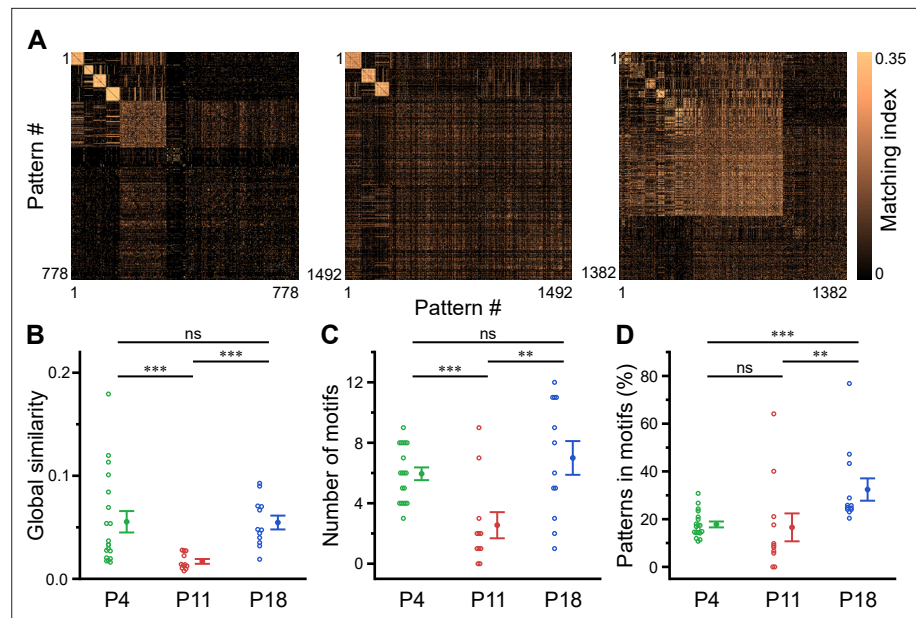 A
1
Pattern #
778
1
778
1
1492
1
1492
Pattern #
1
1382
1
1382
0.35
Matching index
0
B
ns
***
***
0.2
0.1
0.0
Global similarity
P4
P11
P18
C
ns
***
**
12
8
4
0
Number of motifs
P4
P11
P18
D
***
ns
**
80
60
40
20
0
Patterns in motifs (%)
P4
P11
P18